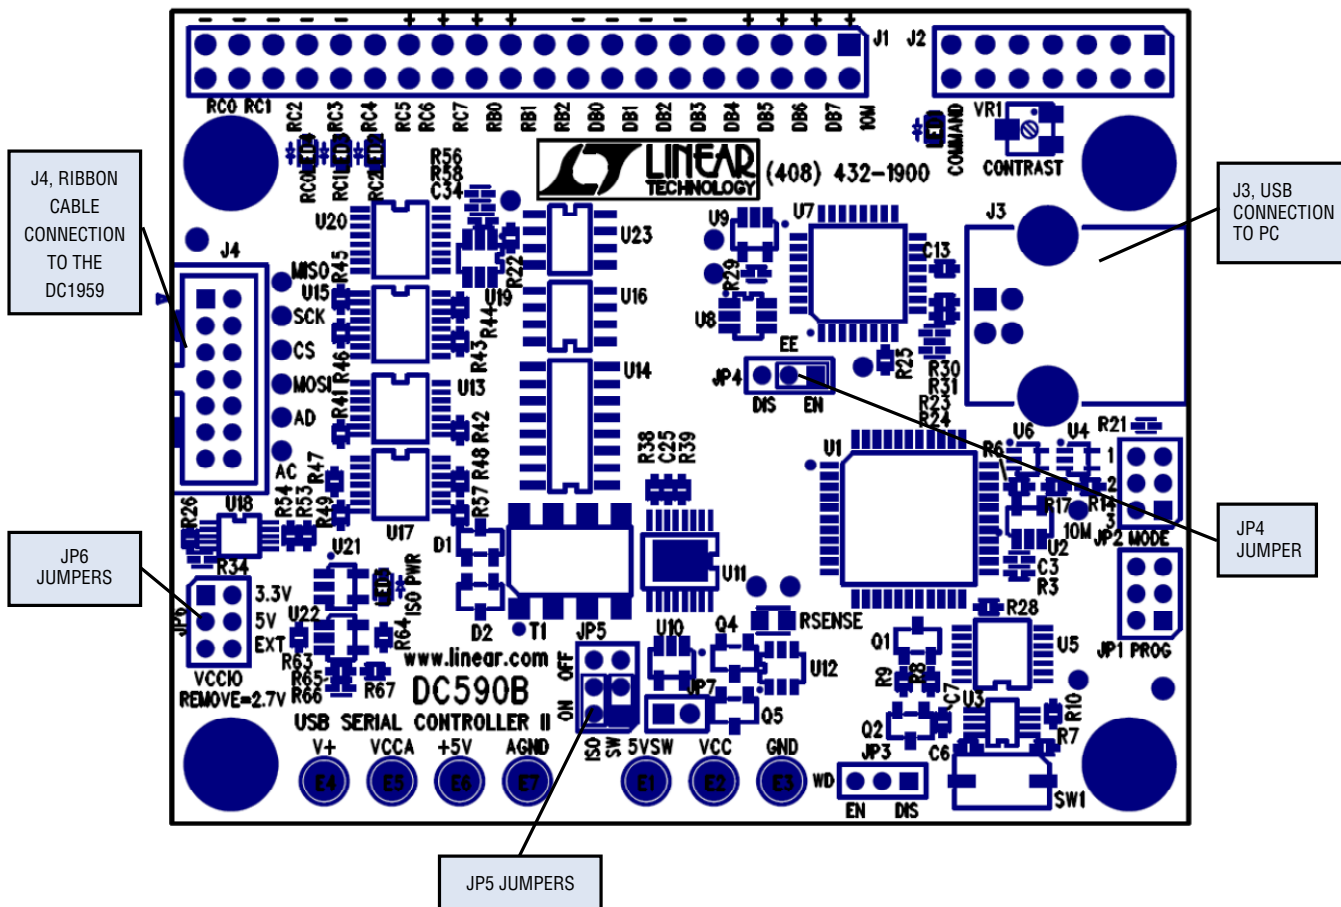 J1
J2
RC0
RC1
RC2
RC3
RC4
RC5
RC6
RC7
RB0
RB1
RB2
DB0
DB1
DB2
DB3
DB4
DB5
DB6
DB7
10M
LED1
COMMAND
VR1
CONTRAST
LED4
RC0
LED3
RC1
LED2
RC2
R56
R58
C34
LINEAR
TECHNOLOGY
(408) 432-1900
J4, RIBBON
CABLE
CONNECTION
TO THE
DC1959
J3, USB
CONNECTION
TO PC
U20
U23
U9
U7
J3
J4
MISO
R45
U15
SCK
CS
MOSI
AD
AC
R46
R41
R47
R22
U19
R44
R43
U16
R29
U8
C13
R25
R30
R31
R23
R24
EE
JP4
DIS
EN
U14
U13
R42
R48
R57
R38
C25
R39
U1
R6
U6
U4
R21
1
2
3
R17
R14
10M
JP2 MODE
U2
C3
R3
JP4
JUMPER
R26
U18
R54
R53
R49
U17
R34
U21
D1
JP6
JUMPERS
JP6
3.3V
5V
EXT
VCCIO
REMOVE=2.7V
U22
LED5
ISO PWR
R64
R63
R65
R66
R67
D2
T1
U11
RSENSE
R28
JP1 PROG
JP5
OFF
ON
ISO
SW
U10
Q4
U12
JP7
Q5
Q1
U5
R9
R8
C7
U3
R10
R7
Q2
C6
JP3
WD
EN
DIS
SW1
www.linear.com
DC590B
USB SERIAL CONTROLLER II
V+
VCCA
+5V
AGND
5VSW
VCC
GND
E4
E5
E6
E7
E1
E2
E3
JP5 JUMPERS